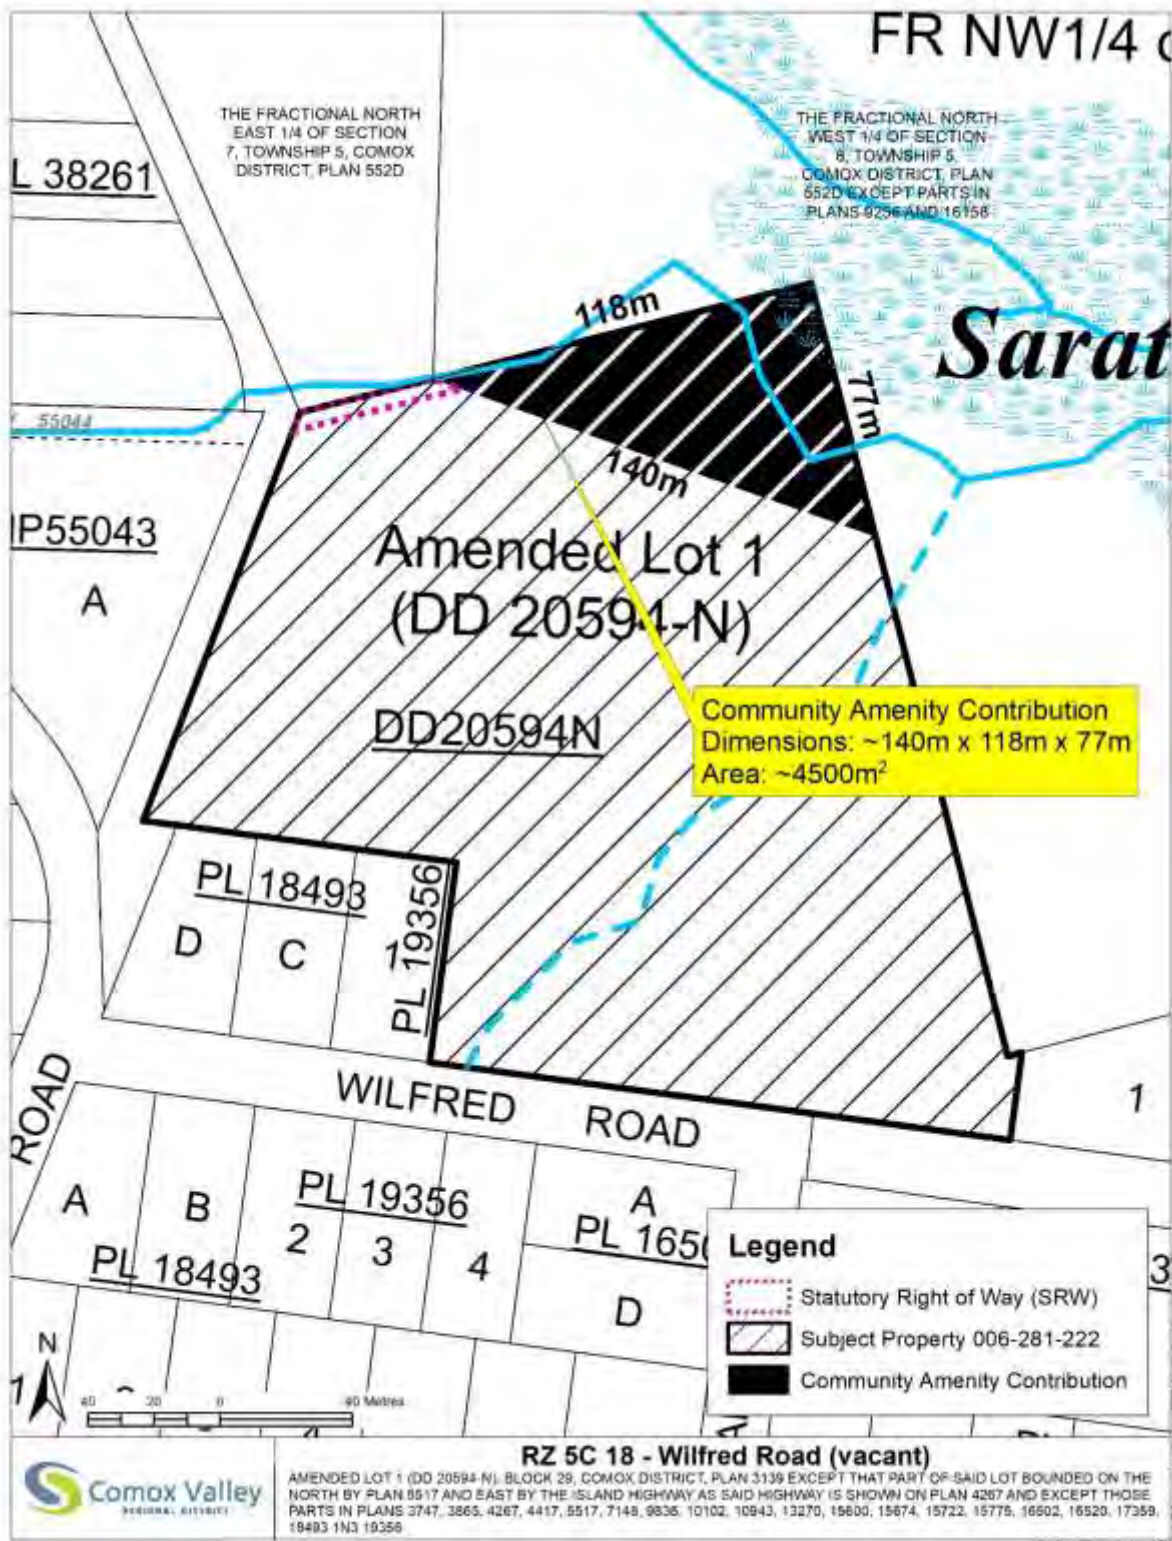 FR NW1/4
THE FRACTIONAL NORTH
EAST 1/4 OF SECTION
7, TOWNSHIP 5, COMOX
DISTRICT, PLAN 552D
THE FRACTIONAL NORTH
WEST 1/4 OF SECTION
6, TOWNSHIP 5,
COMOX DISTRICT, PLAN
552D EXCEPT PARTS IN
PLANS 9256 AND 16158
L 38261
118m
Sarat
77m
55044
140m
IP55043
A
Amended Lot 1
(DD 20594-N)
DD20594N
Community Amenity Contribution
Dimensions: ~140m x 118m x 77m
Area: ~4500m²
PL 18493
PL 19356
D
C
1
WILFRED ROAD
ROAD
1
A
B
PL 18493
PL 19356
2
3
4
A
PL 165
D
3
Legend
Statutory Right of Way (SRW)
Subject Property 006-281-222
Community Amenity Contribution
N
1
40 20 0 40 Metres
Comox Valley
REGIONAL DISTRICT
RZ 5C 18 - Wilfred Road (vacant)
AMENDED LOT 1 (DD 20594-N), BLOCK 29, COMOX DISTRICT, PLAN 3139 EXCEPT THAT PART OF SAID LOT BOUNDED ON THE
NORTH BY PLAN 5517 AND EAST BY THE ISLAND HIGHWAY AS SAID HIGHWAY IS SHOWN ON PLAN 4267 AND EXCEPT THOSE
PARTS IN PLANS 3747, 3865, 4267, 4417, 5517, 7148, 9836, 10102, 10943, 13270, 15600, 15674, 15722, 15775, 16502, 16520, 17359,
18493 1N3 19356